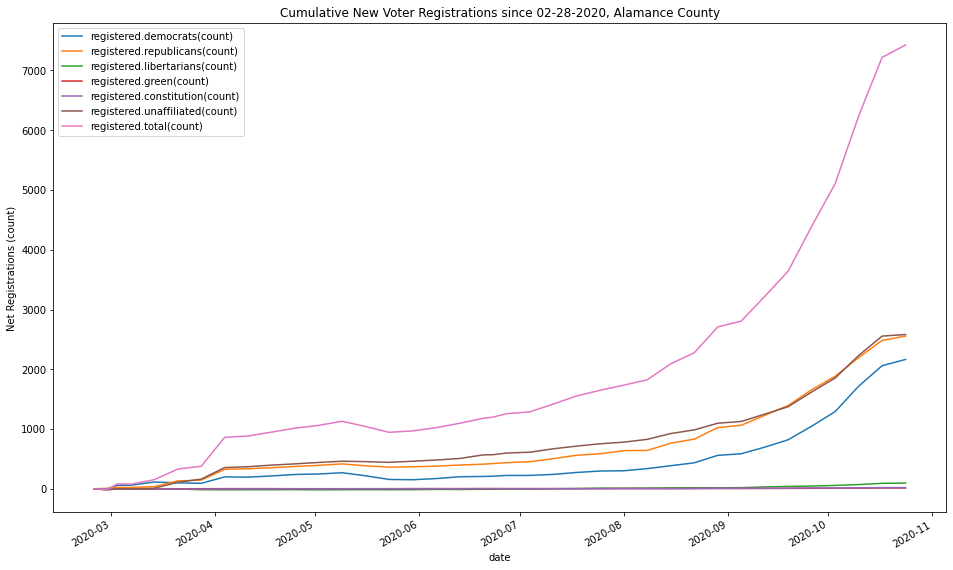 Cumulative New Voter Registrations since 02-28-2020, Alamance County
registered.democrats(count)
registered.republicans(count)
registered.libertarians(count)
registered.green(count)
registered.constitution(count)
registered.unaffiliated(count)
registered.total(count)
Net Registrations (count)
7000
6000
5000
4000
3000
2000
1000
0
2020-03
2020-04
2020-05
2020-06
2020-07
2020-08
2020-09
2020-10
2020-11
date